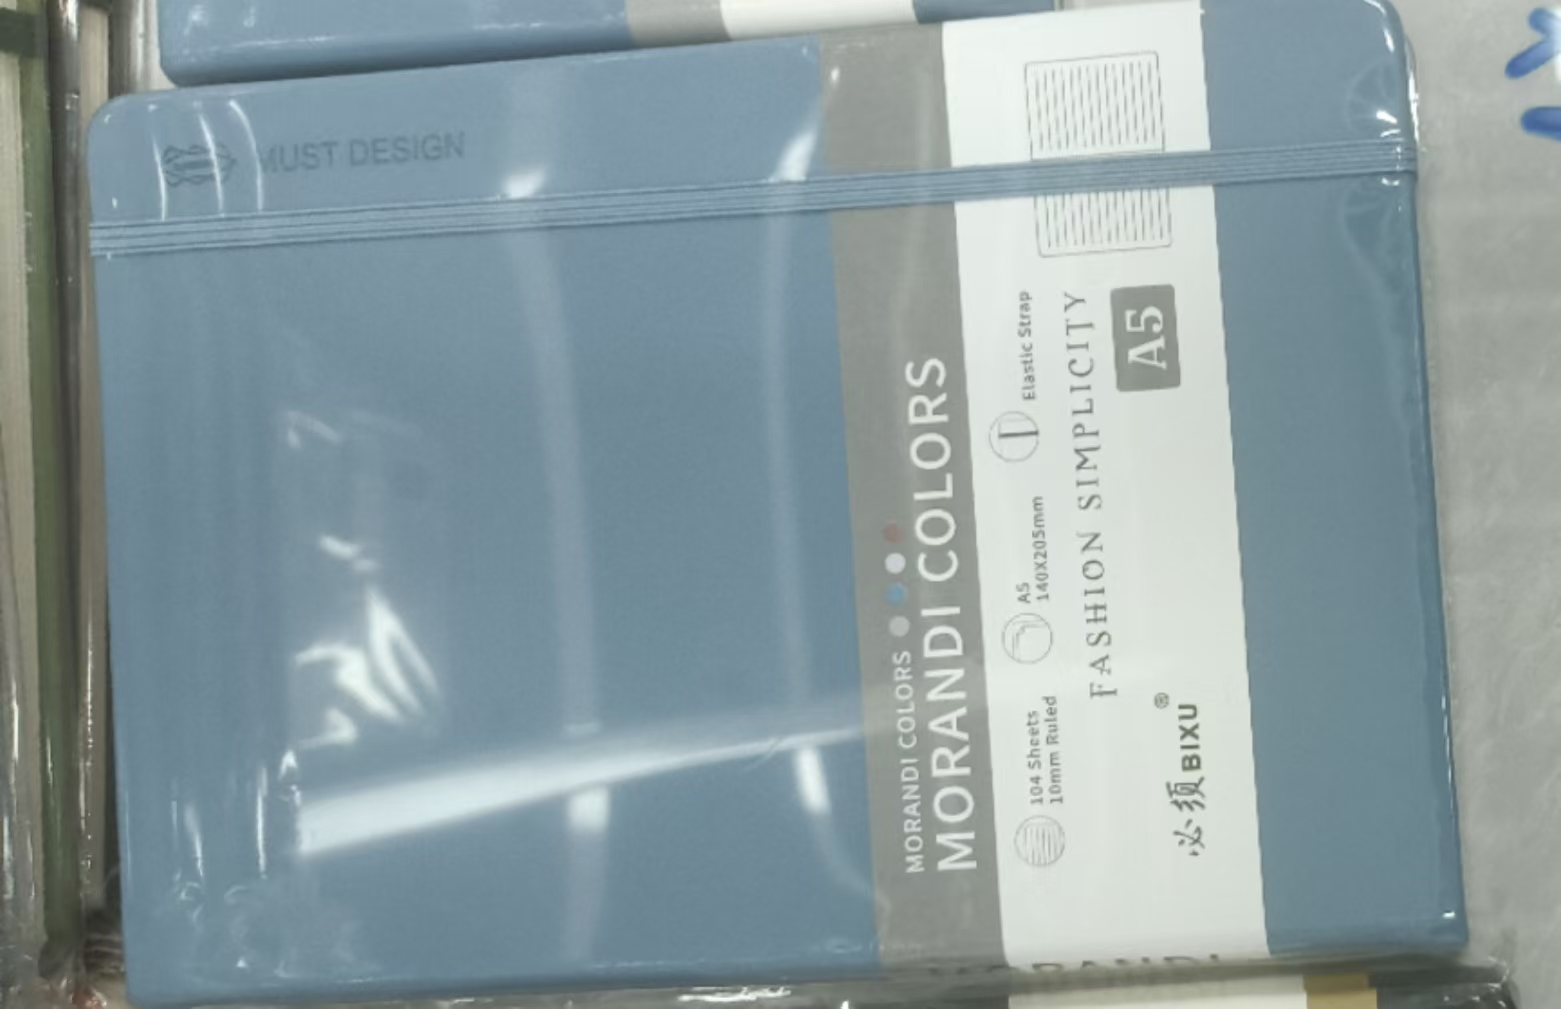 MUST DESIGN
MORANDI COLORS
MORANDI COLORS
104 Sheets
10mm Ruled
A5
140X205mm
Elastic Strap
FASHION SIMPLICITY
A5
必须BIXU®
MORANDI